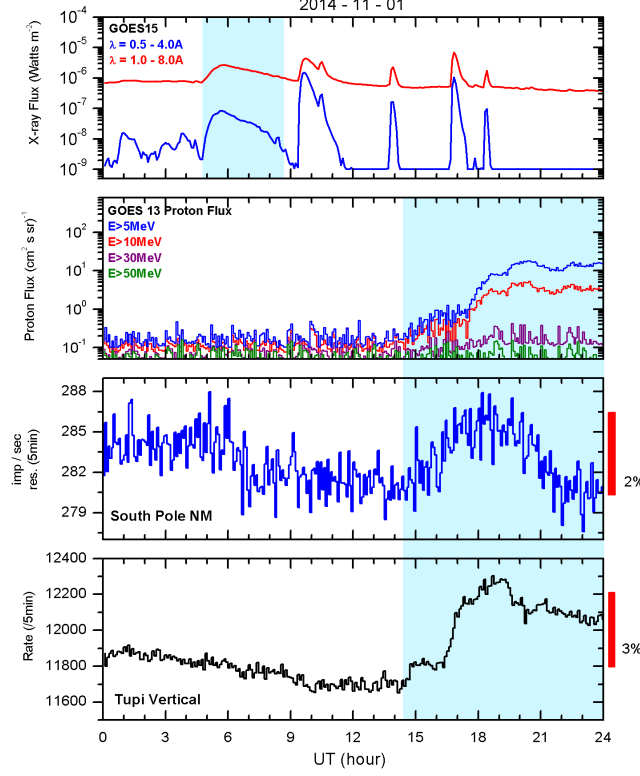 2014 - 11 - 01
X-ray Flux (Watts m⁻²)
10⁻⁴
10⁻⁵
10⁻⁶
10⁻⁷
10⁻⁸
10⁻⁹
GOES15
λ = 0.5 - 4.0A
λ = 1.0 - 8.0A
Proton Flux (cm² s sr)⁻¹
10²
10¹
10⁰
10⁻¹
GOES 13 Proton Flux
E>5MeV
E>10MeV
E>30MeV
E>50MeV
imp / sec
res. (5min)
288
285
282
279
South Pole NM
2%
Rate (/5min)
12400
12200
12000
11800
11600
Tupi Vertical
3%
0 3 6 9 12 15 18 21 24
UT (hour)